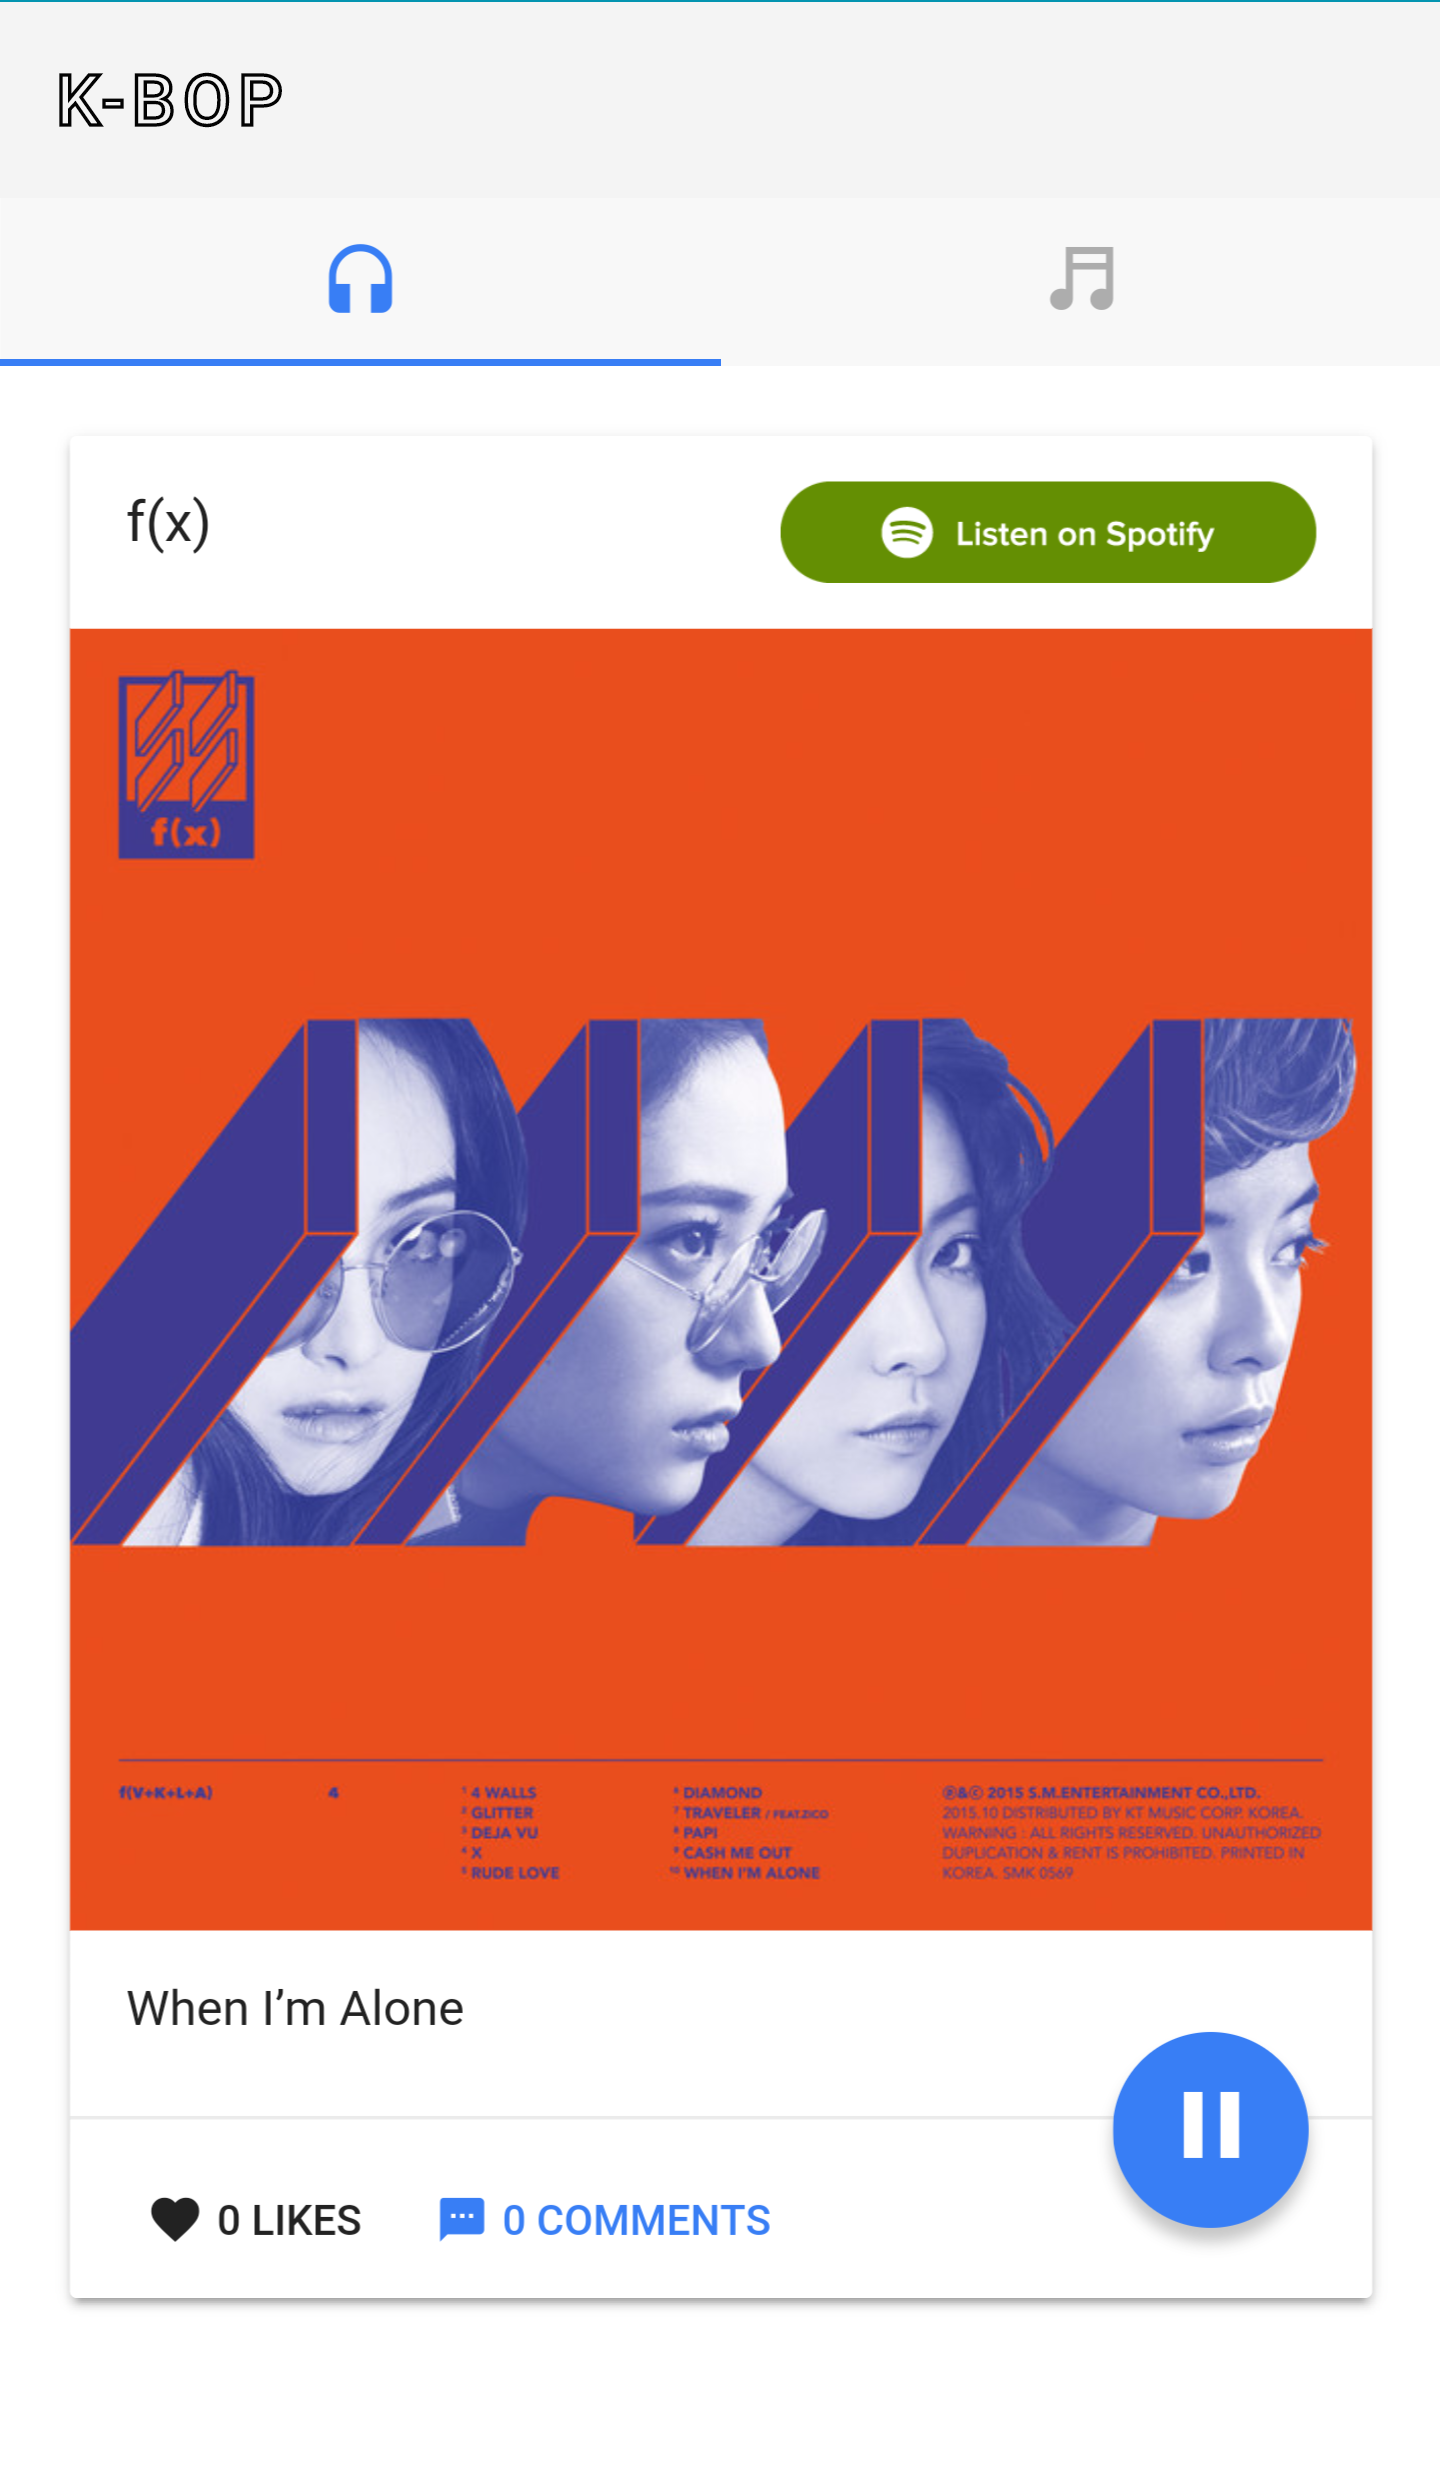 K-BOP
f(x)
Listen on Spotify
f(x)
f(V+K+L+A)
4
1 4 WALLS
2 GLITTER
3 DEJA VU
4 X
5 RUDE LOVE
6 DIAMOND
7 TRAVELER / FEAT.ZICO
8 PAPI
9 CASH ME OUT
10 WHEN I'M ALONE
℗&© 2015 S.M.ENTERTAINMENT CO.,LTD.
2015.10 DISTRIBUTED BY KT MUSIC CORP. KOREA.
WARNING : ALL RIGHTS RESERVED. UNAUTHORIZED
DUPLICATION & RENT IS PROHIBITED. PRINTED IN
KOREA. SMK 0569
When I’m Alone
0 LIKES
0 COMMENTS